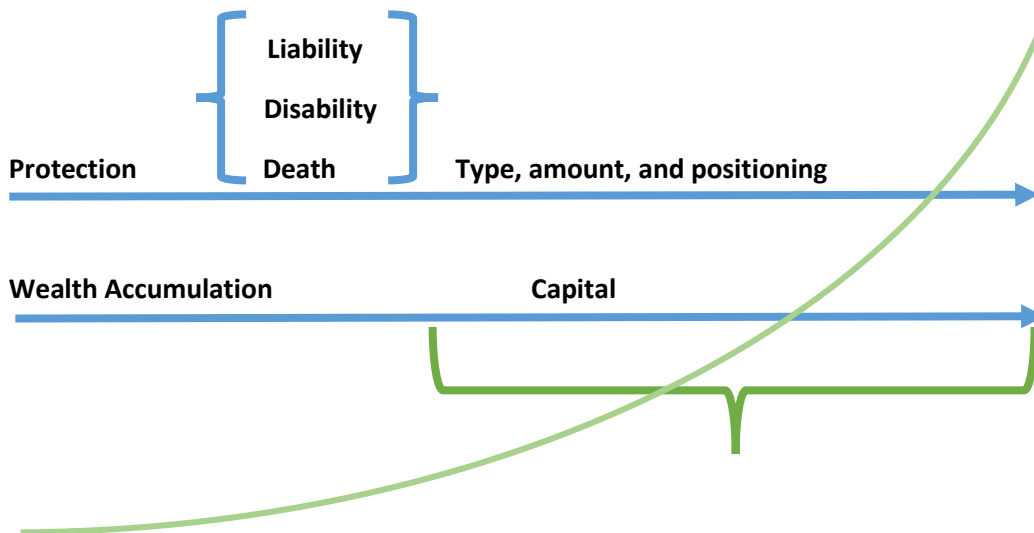 Liability
Disability
Protection Death Type, amount, and positioning
Wealth Accumulation Capital